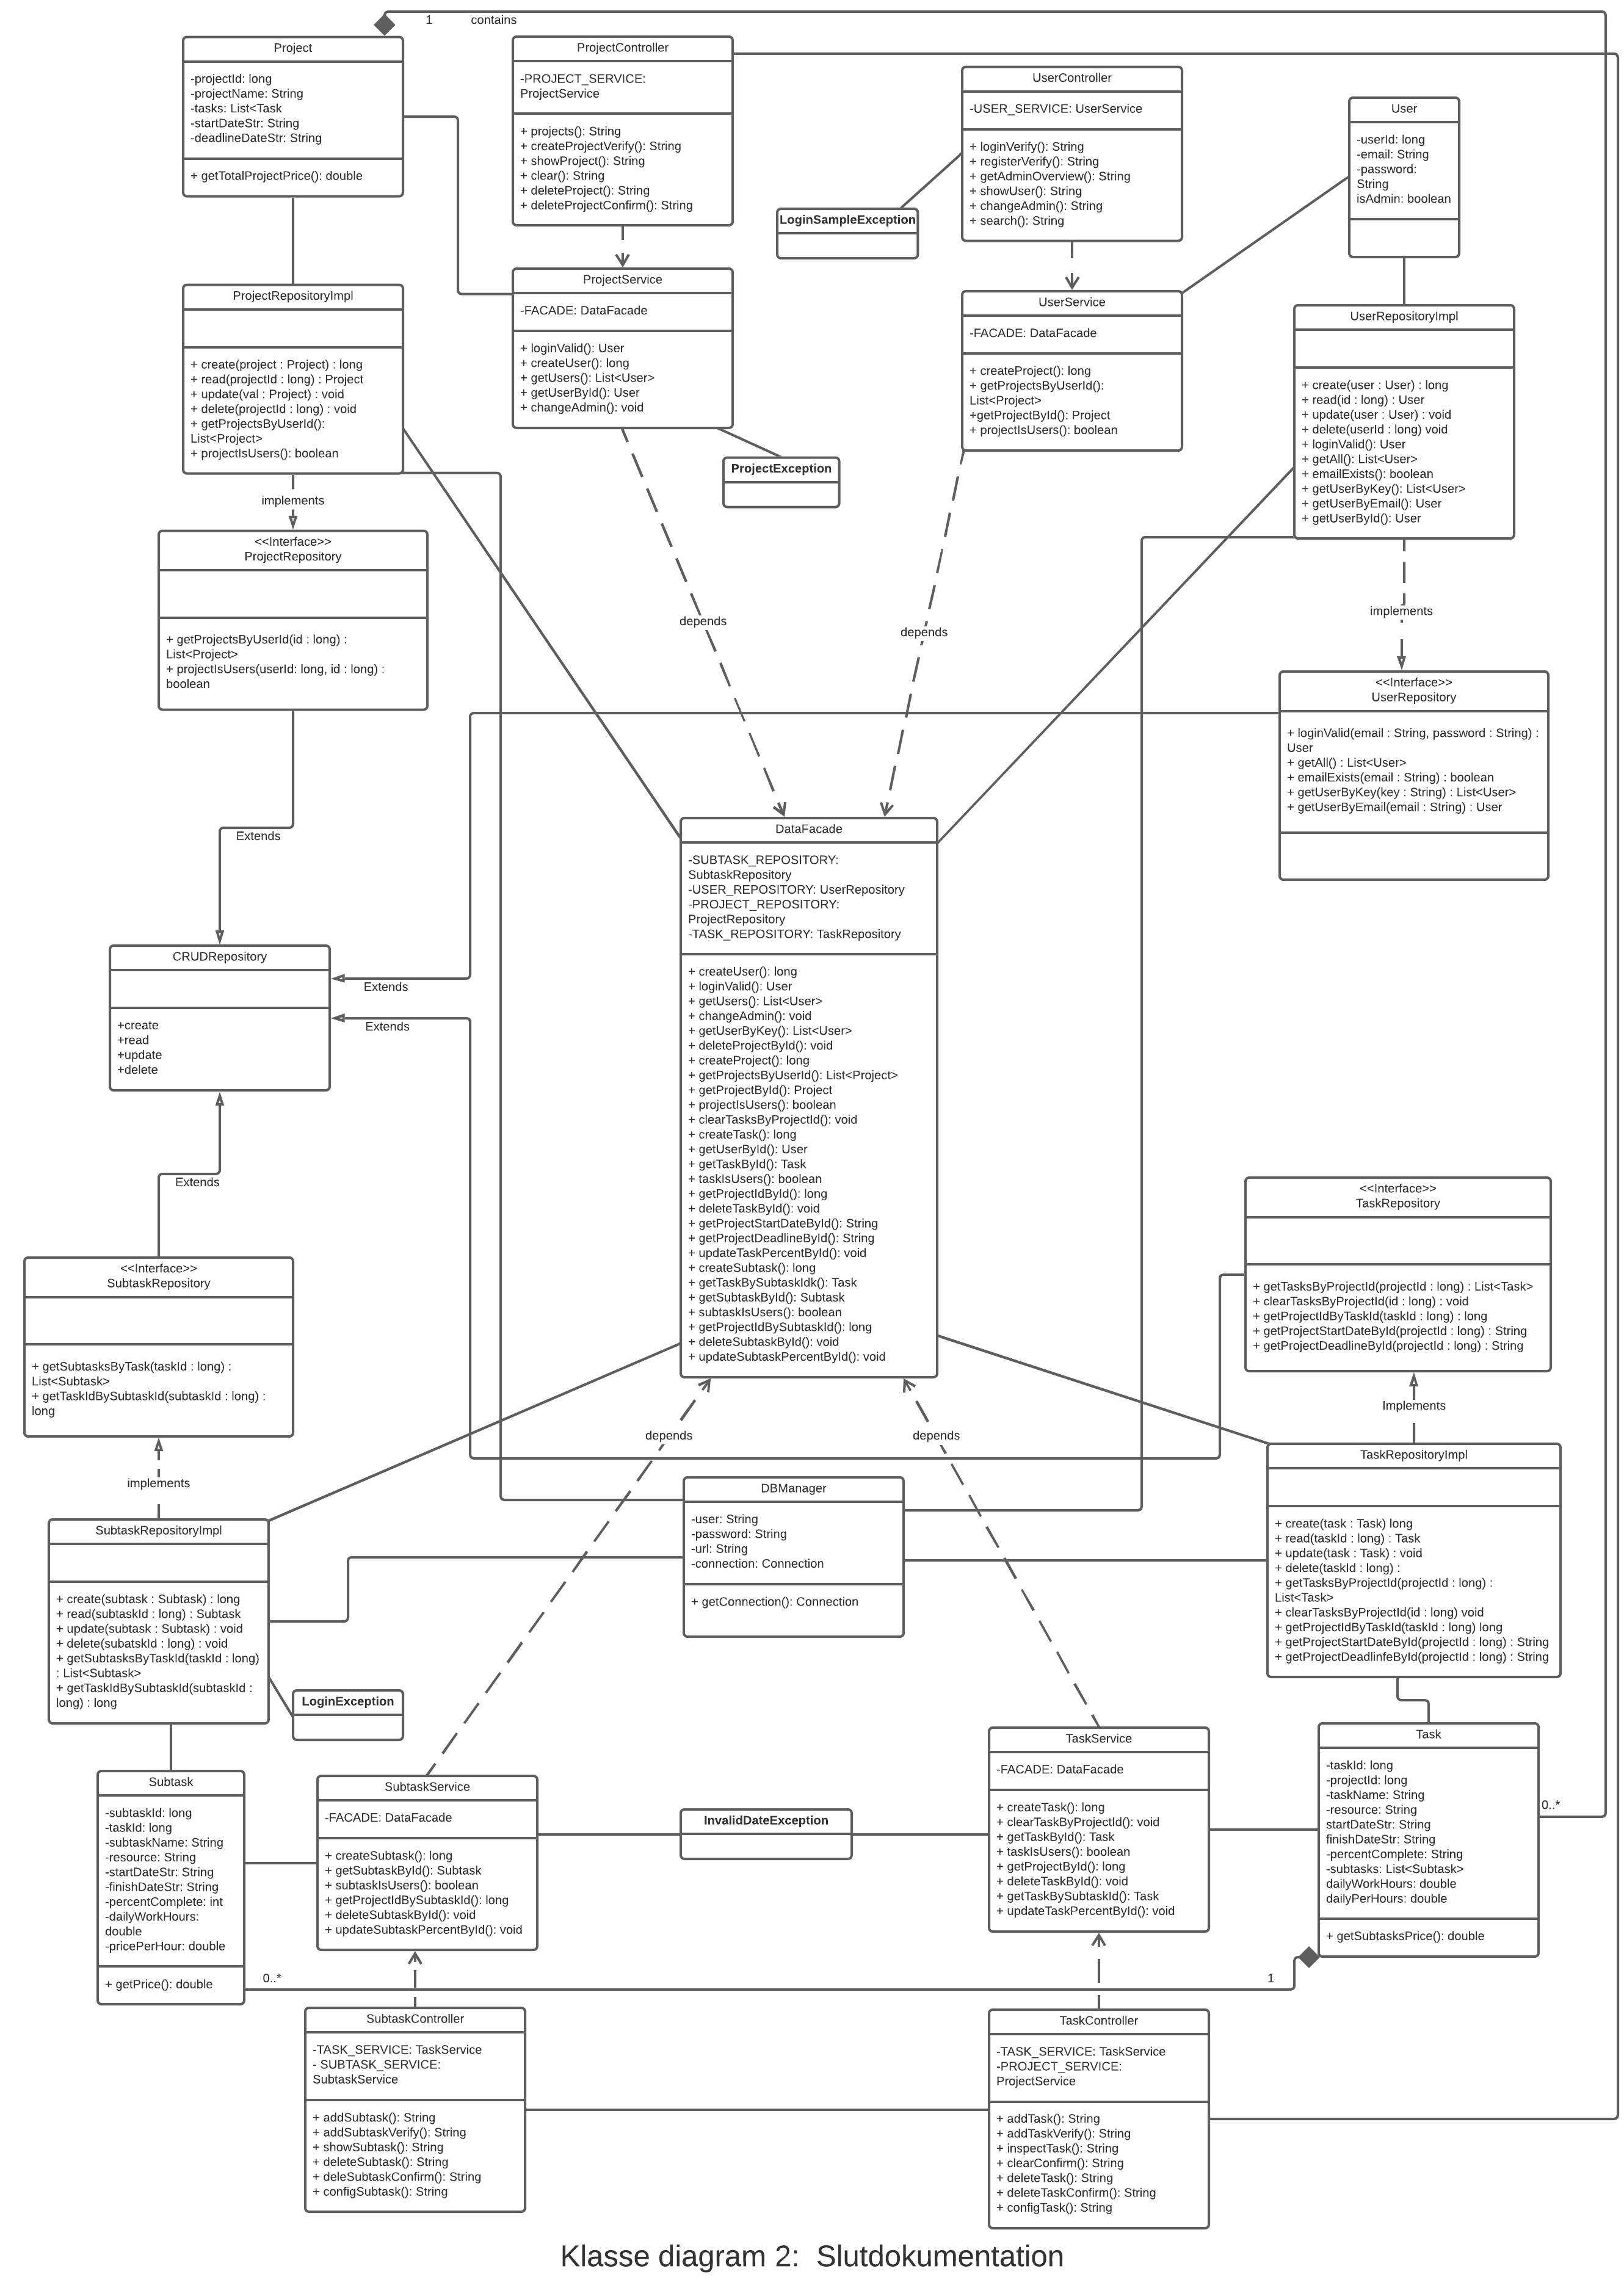 1
contains
Project
-projectId: long
-projectName: String
-tasks: List<Task
-startDateStr: String
-deadlineDateStr: String
+ getTotalProjectPrice(): double
ProjectController
-PROJECT_SERVICE:
ProjectService
+ projects(): String
+ createProjectVerify(): String
+ showProject(): String
+ clear(): String
+ deleteProject(): String
+ deleteProjectConfirm(): String
UserController
-USER_SERVICE: UserService
+ loginVerify(): String
+ registerVerify(): String
+ getAdminOverview(): String
+ showUser(): String
+ changeAdmin(): String
+ search(): String
User
-userId: long
-email: String
-password:
String
isAdmin: boolean
LoginSampleException
ProjectRepositoryImpl
+ create(project : Project) : long
+ read(projectId : long) : Project
+ update(val : Project) : void
+ delete(projectId : long) : void
+ getProjectsByUserId():
List<Project>
+ projectIsUsers(): boolean
ProjectService
-FACADE: DataFacade
+ loginValid(): User
+ createUser(): long
+ getUsers(): List<User>
+ getUserById(): User
+ changeAdmin(): void
UserService
-FACADE: DataFacade
+ createProject(): long
+ getProjectsByUserId():
List<Project>
+getProjectById(): Project
+ projectIsUsers(): boolean
UserRepositoryImpl
+ create(user : User) : long
+ read(id : long) : User
+ update(user : User) : void
+ delete(userId : long) void
+ loginValid(): User
+ getAll(): List<User>
+ emailExists(): boolean
+ getUserByKey(): List<User>
+ getUserByEmail(): User
+ getUserById(): User
ProjectException
implements
<<Interface>>
ProjectRepository
+ getProjectsByUserId(id : long) :
List<Project>
+ projectIsUsers(userId: long, id : long) :
boolean
depends
depends
implements
<<Interface>>
UserRepository
+ loginValid(email : String, password : String) :
User
+ getAll() : List<User>
+ emailExists(email : String) : boolean
+ getUserByKey(key : String) : List<User>
+ getUserByEmail(email : String) : User
Extends
DataFacade
-SUBTASK_REPOSITORY:
SubtaskRepository
-USER_REPOSITORY: UserRepository
-PROJECT_REPOSITORY:
ProjectRepository
-TASK_REPOSITORY: TaskRepository
+ createUser(): long
+ loginValid(): User
+ getUsers(): List<User>
+ changeAdmin(): void
+ getUserByKey(): List<User>
+ deleteProjectById(): void
+ createProject(): long
+ getProjectsByUserId(): List<Project>
+ getProjectById(): Project
+ projectIsUsers(): boolean
+ clearTasksByProjectId(): void
+ createTask(): long
+ getUserById(): User
+ getTaskById(): Task
+ taskIsUsers(): boolean
+ getProjectIdById(): long
+ deleteTaskById(): void
+ getProjectStartDateById(): String
+ getProjectDeadlineById(): String
+ updateTaskPercentById(): void
+ createSubtask(): long
+ getTaskBySubtaskIdk(): Task
+ getSubtaskById(): Subtask
+ subtaskIsUsers(): boolean
+ getProjectIdBySubtaskId(): long
+ deleteSubtaskById(): void
+ updateSubtaskPercentById(): void
CRUDRepository
+create
+read
+update
+delete
Extends
Extends
Extends
<<Interface>>
SubtaskRepository
+ getSubtasksByTask(taskId : long) :
List<Subtask>
+ getTaskIdBySubtaskId(subtaskId : long) :
long
<<Interface>>
TaskRepository
+ getTasksByProjectId(projectId : long) : List<Task>
+ clearTasksByProjectId(id : long) : void
+ getProjectIdByTaskId(taskId : long) : long
+ getProjectStartDateById(projectId : long) : String
+ getProjectDeadlineById(projectId : long) : String
Implements
depends
depends
implements
SubtaskRepositoryImpl
+ create(subtask : Subtask) : long
+ read(subtaskId : long) : Subtask
+ update(subtask : Subtask) : void
+ delete(subatskId : long) : void
+ getSubtasksByTaskId(taskId : long)
: List<Subtask>
+ getTaskIdBySubtaskId(subtaskId :
long) : long
DBManager
-user: String
-password: String
-url: String
-connection: Connection
+ getConnection(): Connection
TaskRepositoryImpl
+ create(task : Task) long
+ read(taskId : long) : Task
+ update(task : Task) : void
+ delete(taskId : long) :
+ getTasksByProjectId(projectId : long) :
List<Task>
+ clearTasksByProjectId(id : long) void
+ getProjectIdByTaskId(taskId : long) long
+ getProjectStartDateById(projectId : long) : String
+ getProjectDeadlinfeById(projectId : long) : String
LoginException
Subtask
-subtaskId: long
-taskId: long
-subtaskName: String
-resource: String
-startDateStr: String
-finishDateStr: String
-percentComplete: int
-dailyWorkHours:
double
-pricePerHour: double
+ getPrice(): double
SubtaskService
-FACADE: DataFacade
+ createSubtask(): long
+ getSubtaskById(): Subtask
+ subtaskIsUsers(): boolean
+ getProjectIdBySubtaskId(): long
+ deleteSubtaskById(): void
+ updateSubtaskPercentById(): void
InvalidDateException
TaskService
-FACADE: DataFacade
+ createTask(): long
+ clearTaskByProjectId(): void
+ getTaskById(): Task
+ taskIsUsers(): boolean
+ getProjectById(): long
+ deleteTaskById(): void
+ getTaskBySubtaskId(): Task
+ updateTaskPercentById(): void
Task
-taskId: long
-projectId: long
-taskName: String
-resource: String
startDateStr: String
finishDateStr: String
-percentComplete: String
-subtasks: List<Subtask>
dailyWorkHours: double
dailyPerHours: double
+ getSubtasksPrice(): double
0..*
0..*
1
SubtaskController
-TASK_SERVICE: TaskService
- SUBTASK_SERVICE:
SubtaskService
+ addSubtask(): String
+ addSubtaskVerify(): String
+ showSubtask(): String
+ deleteSubtask(): String
+ deleSubtaskConfirm(): String
+ configSubtask(): String
TaskController
-TASK_SERVICE: TaskService
-PROJECT_SERVICE:
ProjectService
+ addTask(): String
+ addTaskVerify(): String
+ inspectTask(): String
+ clearConfirm(): String
+ deleteTask(): String
+ deleteTaskConfirm(): String
+ configTask(): String
Klasse diagram 2:  Slutdokumentation